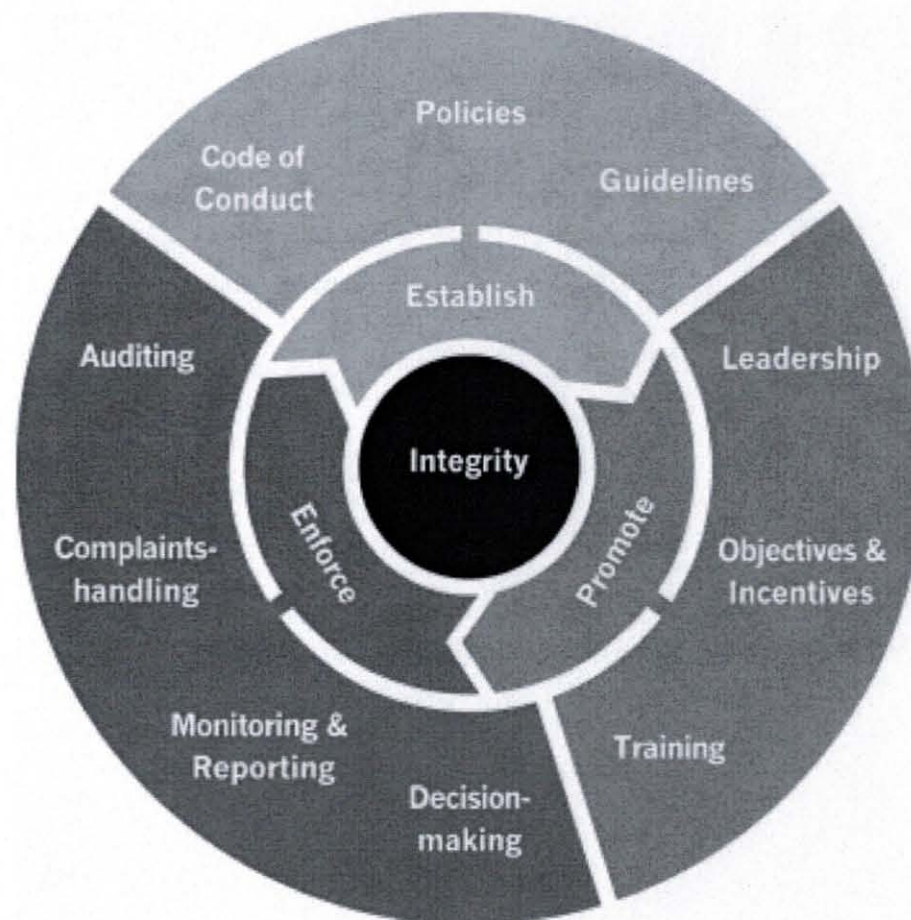 Policies
Code of
Conduct
Guidelines
Establish
Auditing
Leadership
Integrity
Enforce
Promote
Complaints-
handling
Objectives &
Incentives
Monitoring &
Reporting
Training
Decision-
making